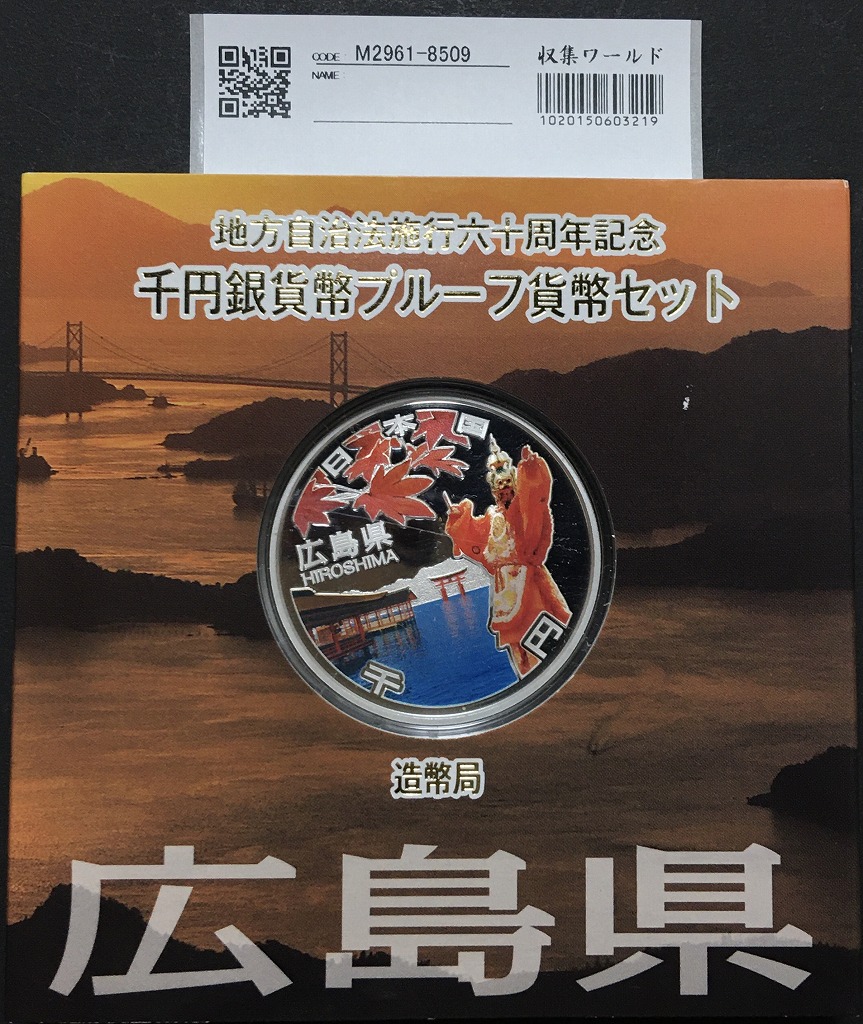 CODE M2961-8509
NAME
収集ワールド
1020150603219
地方自治法施行六十周年記念
千円銀貨幣プルーフ貨幣セット
日本国
広島県
HIROSHIMA
千円
造幣局
広島県